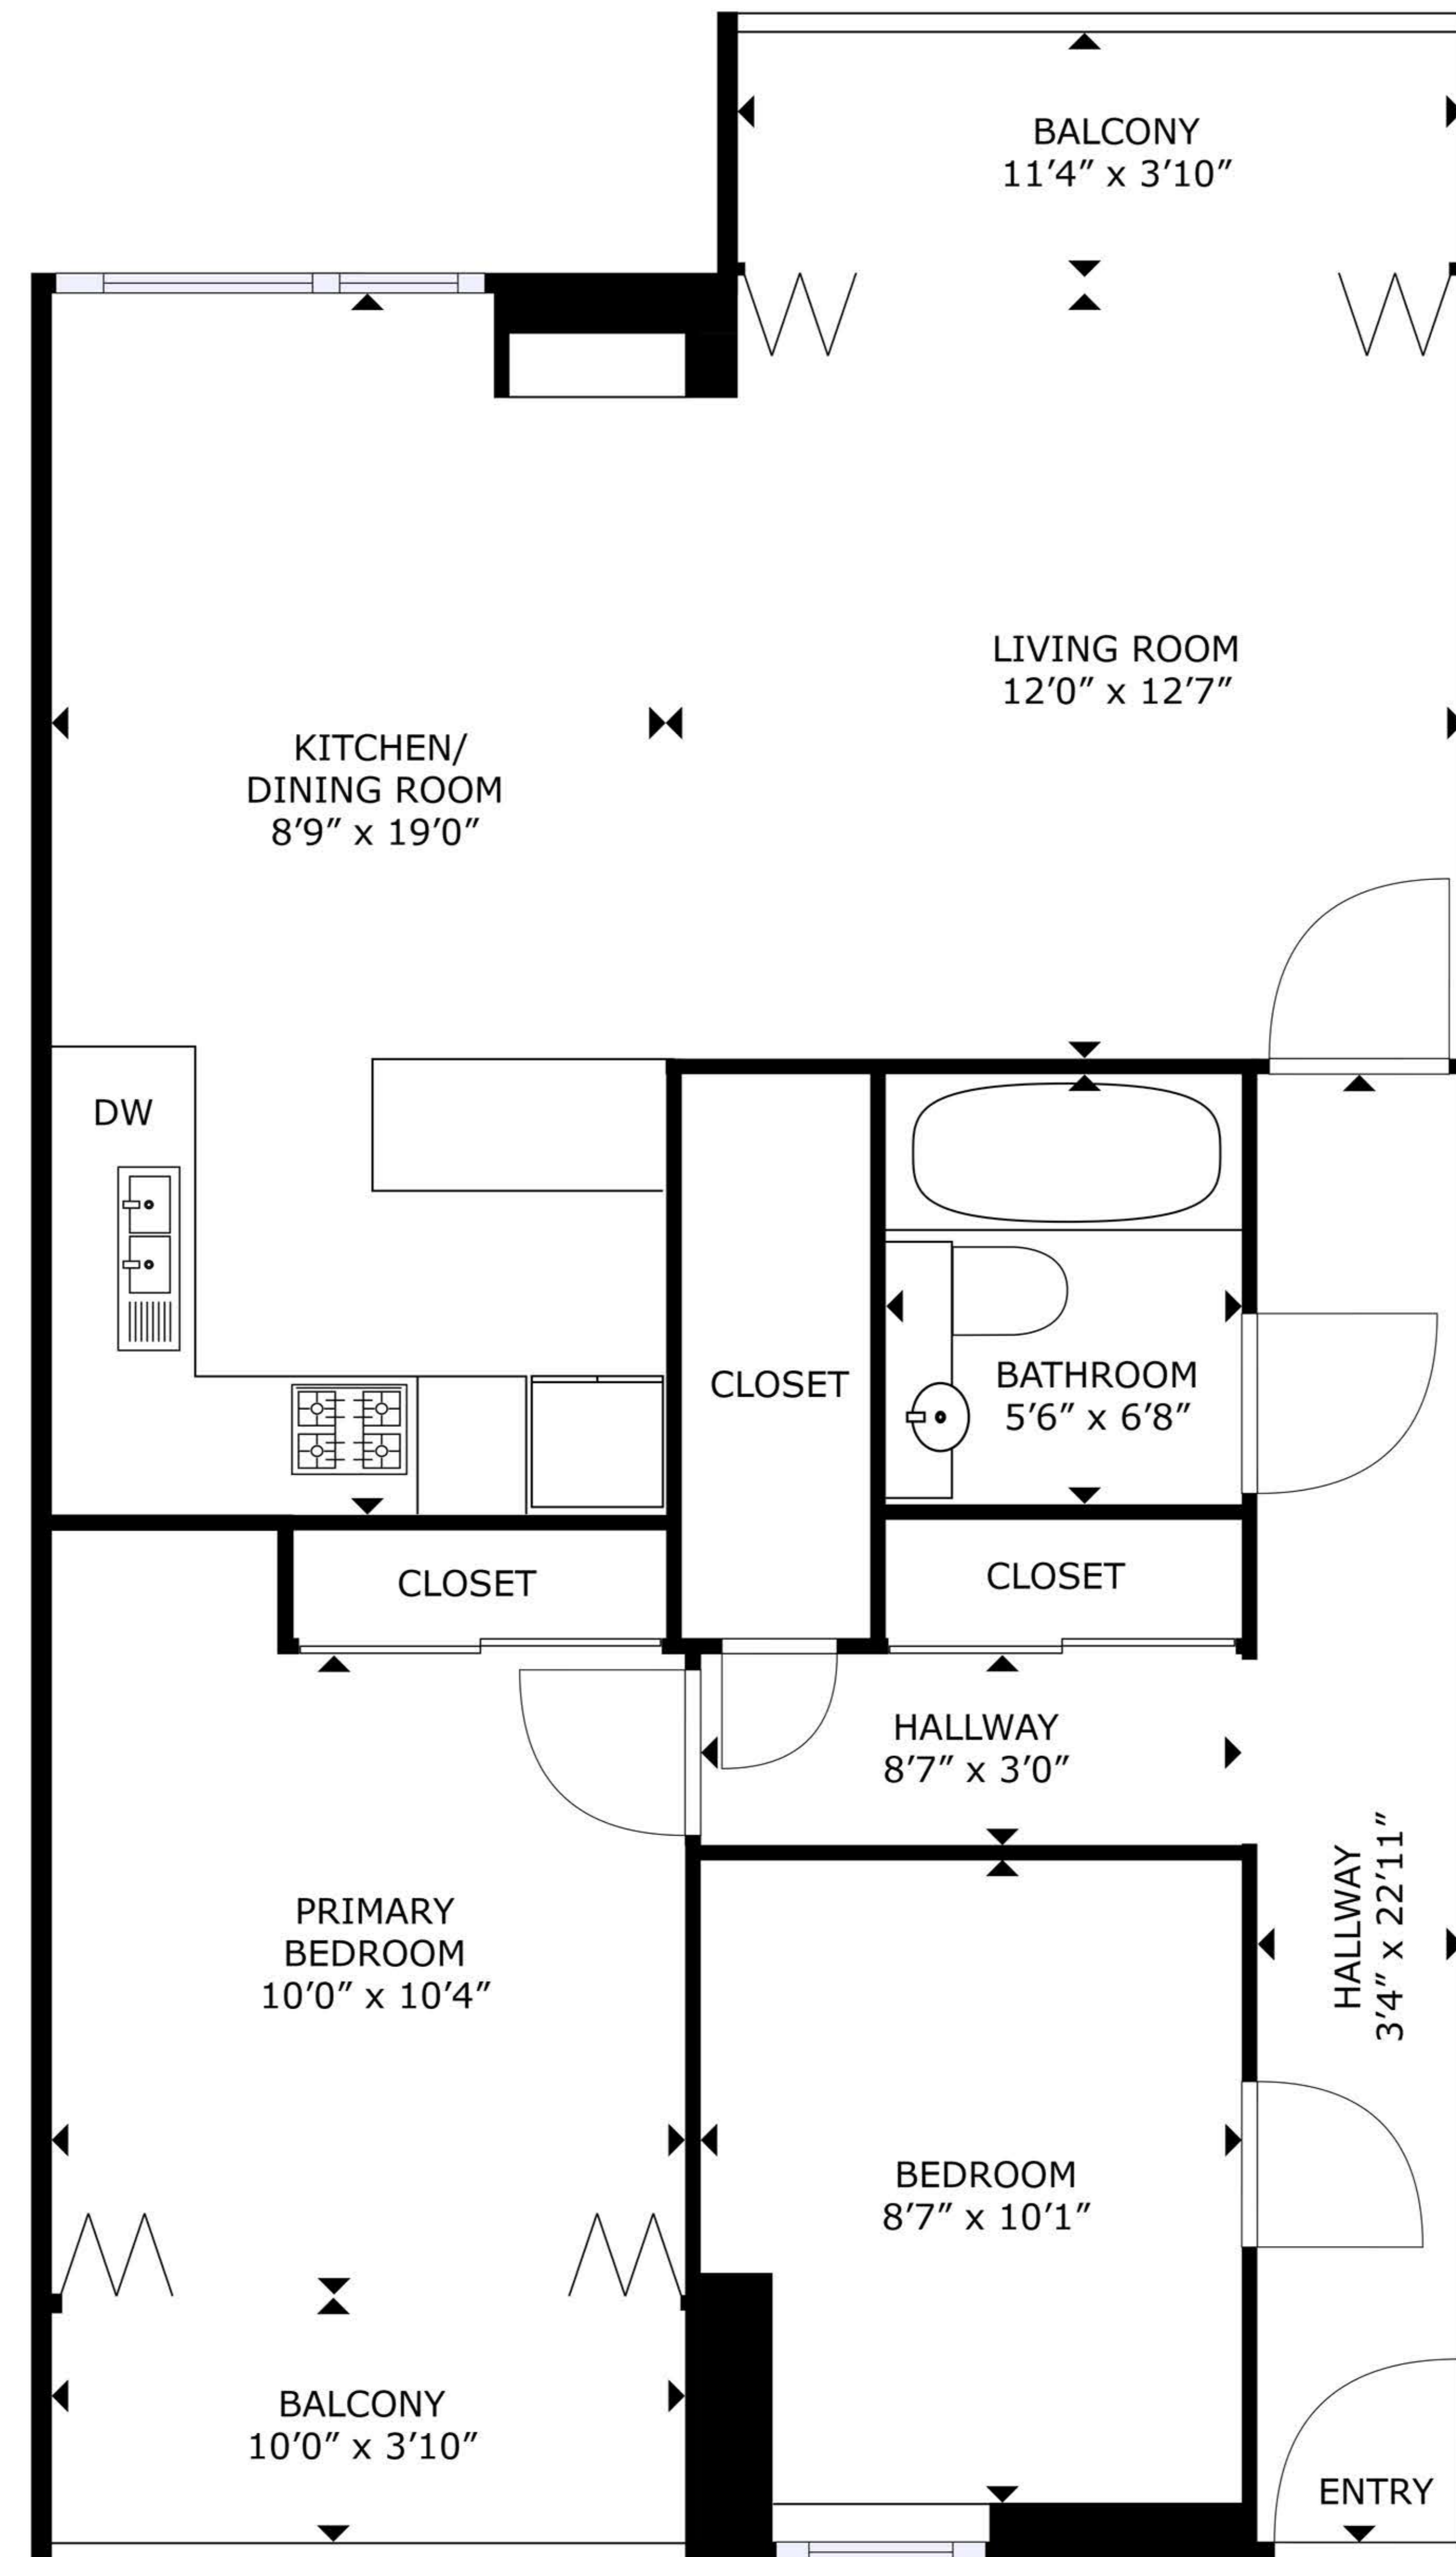 BALCONY
11'4" x 3'10"
LIVING ROOM
12'0" x 12'7"
KITCHEN/
DINING ROOM
8'9" x 19'0"
DW
CLOSET
BATHROOM
5'6" x 6'8"
CLOSET
CLOSET
HALLWAY
8'7" x 3'0"
HALLWAY
3'4" x 22'11"
PRIMARY
BEDROOM
10'0" x 10'4"
BEDROOM
8'7" x 10'1"
BALCONY
10'0" x 3'10"
ENTRY